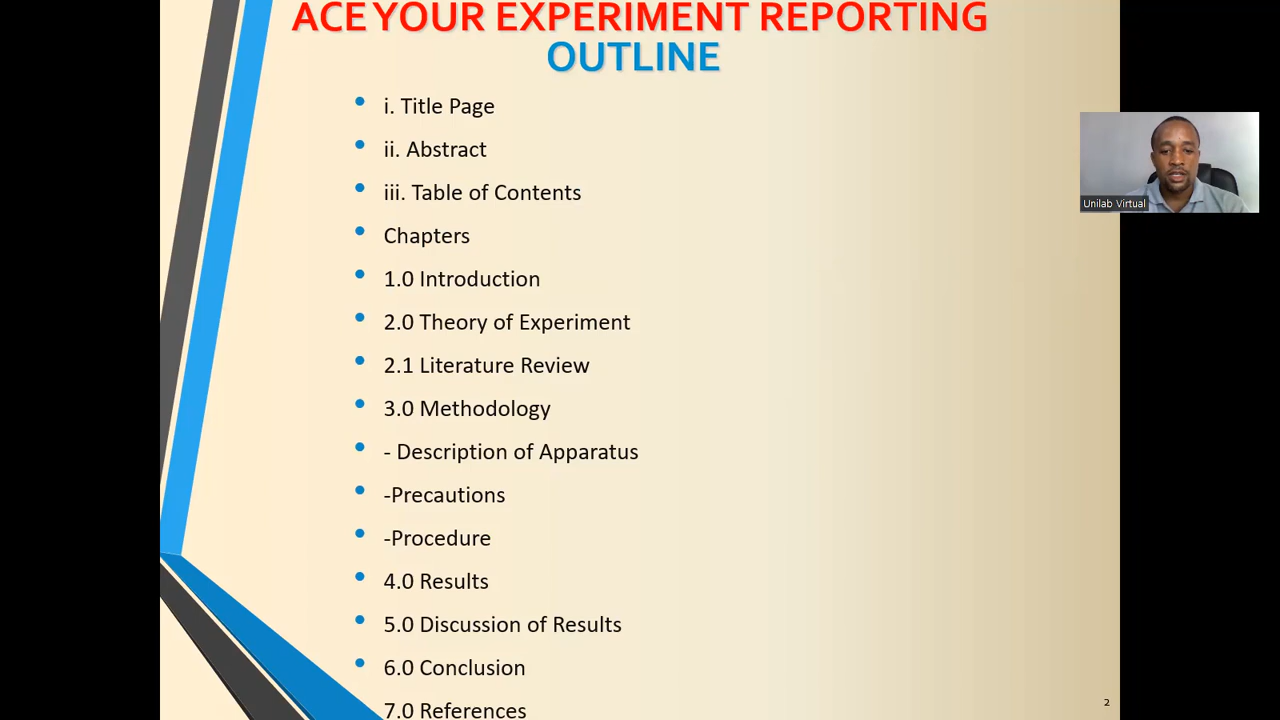 ACE YOUR EXPERIMENT REPORTING
OUTLINE
i. Title Page
ii. Abstract
iii. Table of Contents
Chapters
1.0 Introduction
2.0 Theory of Experiment
2.1 Literature Review
3.0 Methodology
- Description of Apparatus
-Precautions
-Procedure
4.0 Results
5.0 Discussion of Results
6.0 Conclusion
7.0 References
2
Unilab Virtual